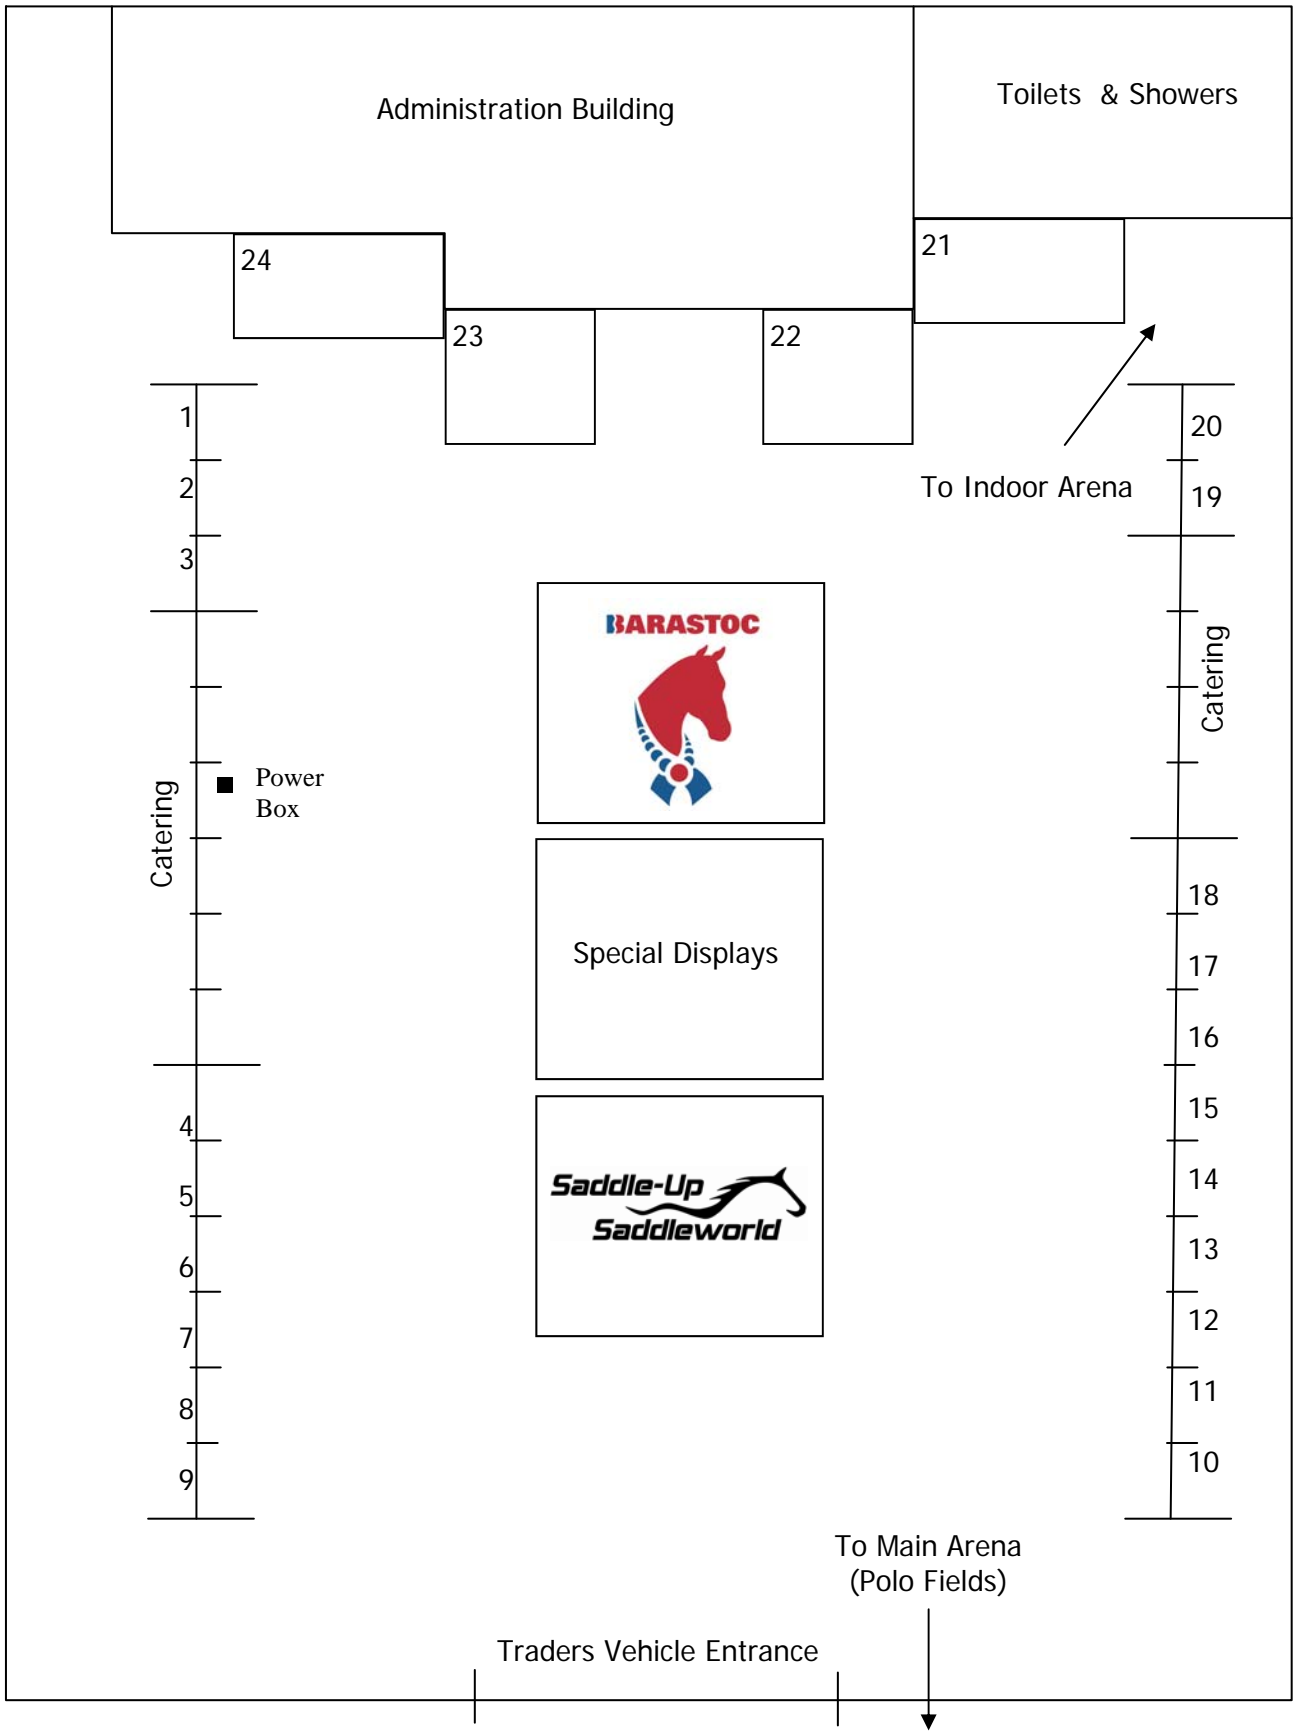 Administration Building
Toilets & Showers
24
21
23
22
1
20
2
To Indoor Arena
19
3
BARASTOC
Catering
Power
Box
Catering
18
Special Displays
17
16
4
15
Saddle-Up
Saddleworld
5
14
6
13
7
12
8
11
9
10
To Main Arena
(Polo Fields)
Traders Vehicle Entrance